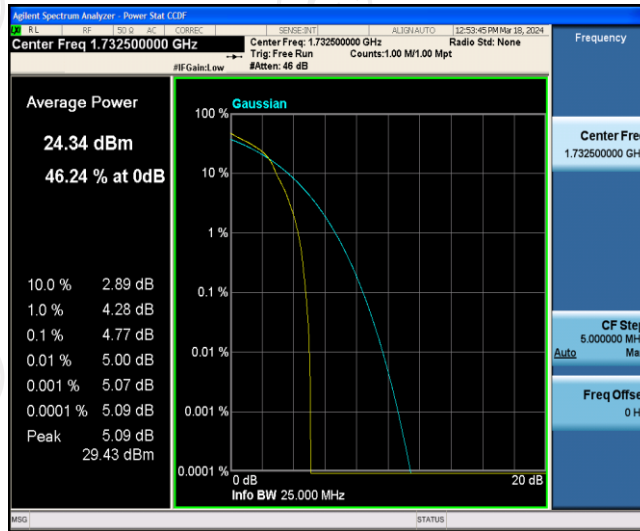 Agilent Spectrum Analyzer - Power Stat CCDF
RL RF 50 Ω AC CORREC SENSE:INT ALIGN AUTO 12:53:45 PM Mar 18, 2024
Center Freq 1.732500000 GHz
Center Freq: 1.732500000 GHz Radio Std: None
Trig: Free Run Counts:1.00 M/1.00 Mpt
#IFGain:Low #Atten: 46 dB
Frequency
Center Fre
1.732500000 GH
CF Step
5.000000 MH
Auto Ma
Freq Offse
0 H
Average Power
24.34 dBm
46.24 % at 0dB
10.0 % 2.89 dB
1.0 % 4.28 dB
0.1 % 4.77 dB
0.01 % 5.00 dB
0.001 % 5.07 dB
0.0001 % 5.09 dB
Peak 5.09 dB
29.43 dBm
Gaussian
100 %
10 %
1 %
0.1 %
0.01 %
0.001 %
0.0001 %
0 dB 20 dB
Info BW 25.000 MHz
MSG STATUS